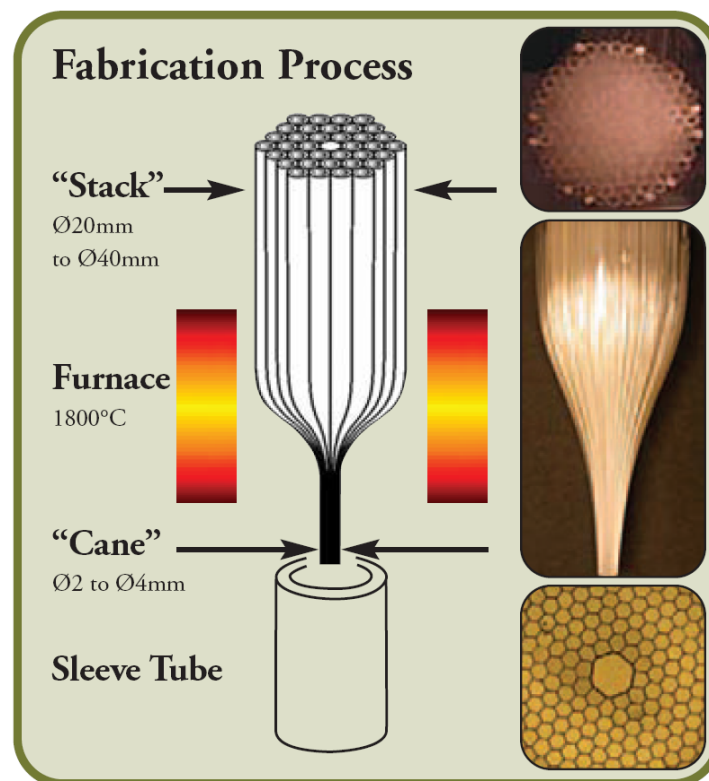 Fabrication Process
“Stack”
Ø20mm
to Ø40mm
Furnace
1800°C
“Cane”
Ø2 to Ø4mm
Sleeve Tube